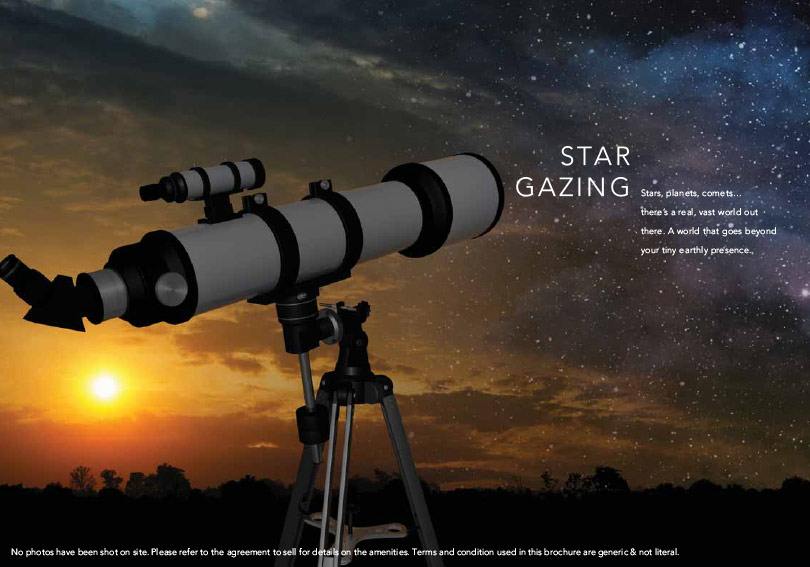 STAR
GAZING
Stars, planets, comets...
there's a real, vast world out
there. A world that goes beyond
your tiny earthly presence.
No photos have been shot on site. Please refer to the agreement to sell for details on the amenities. Terms and condition used in this brochure are generic & not literal.